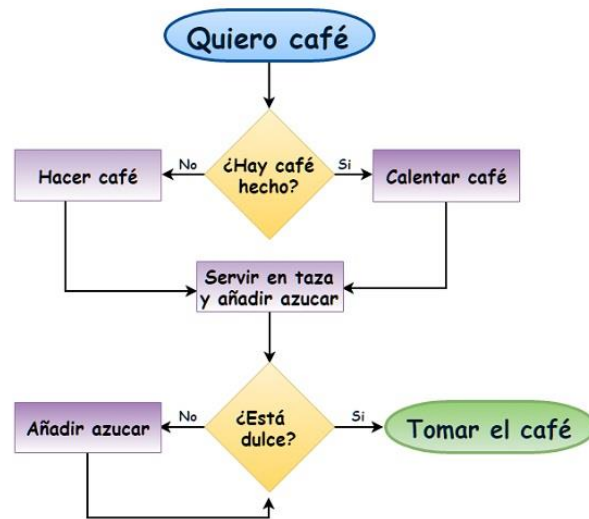 Quiero café
¿Hay café
hecho?
No
Si
Hacer café
Calentar café
Servir en taza
y añadir azucar
¿Está
dulce?
No
Si
Añadir azucar
Tomar el café